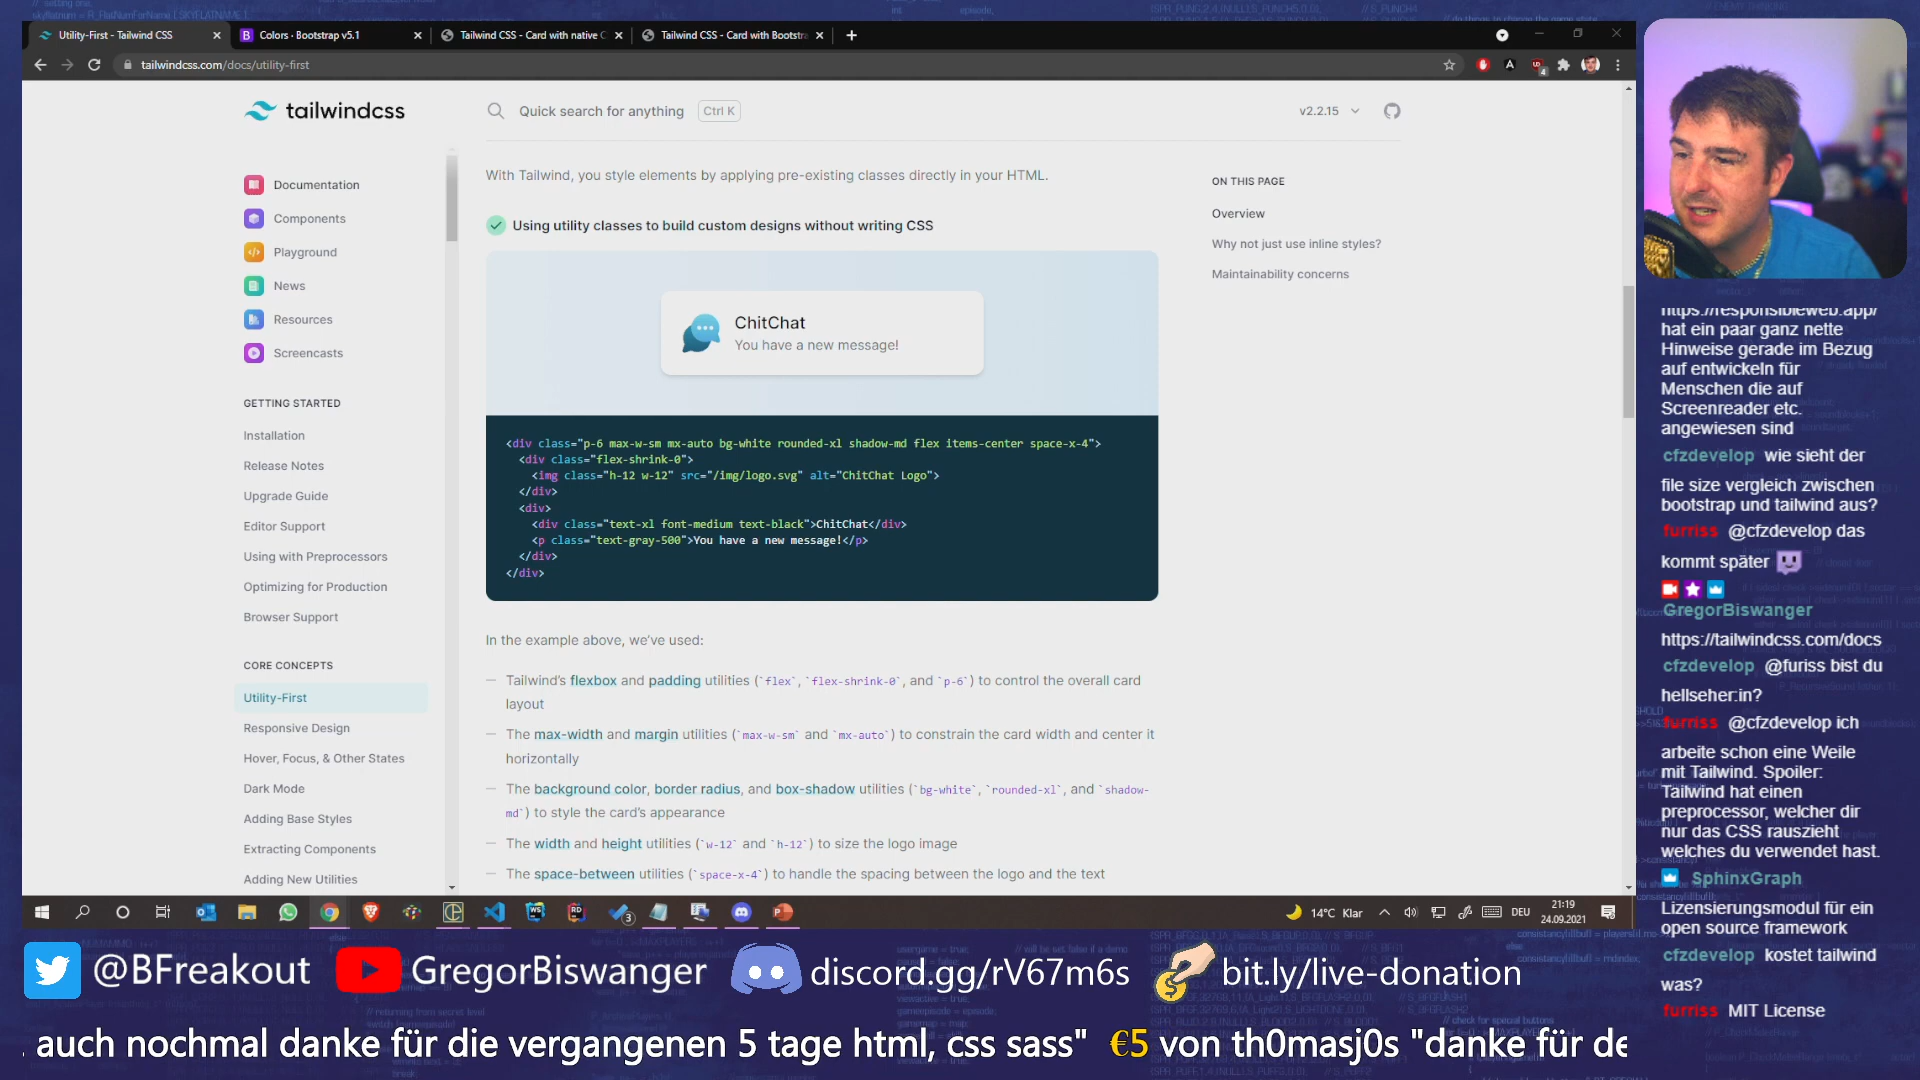 Utility-First - Tailwind CSS
Colors · Bootstrap v5.1
Tailwind CSS - Card with native C
Tailwind CSS - Card with Bootstr
tailwindcss.com/docs/utility-first
tailwindcss
Quick search for anything
Ctrl K
v2.2.15
Documentation
Components
Playground
News
Resources
Screencasts
GETTING STARTED
Installation
Release Notes
Upgrade Guide
Editor Support
Using with Preprocessors
Optimizing for Production
Browser Support
CORE CONCEPTS
Utility-First
Responsive Design
Hover, Focus, & Other States
Dark Mode
Adding Base Styles
Extracting Components
Adding New Utilities
With Tailwind, you style elements by applying pre-existing classes directly in your HTML.
Using utility classes to build custom designs without writing CSS
ChitChat
You have a new message!
<div class="p-6 max-w-sm mx-auto bg-white rounded-xl shadow-md flex items-center space-x-4">
<div class="flex-shrink-0">
<img class="h-12 w-12" src="/img/logo.svg" alt="ChitChat Logo">
</div>
<div>
<div class="text-xl font-medium text-black">ChitChat</div>
<p class="text-gray-500">You have a new message!</p>
</div>
</div>
In the example above, we've used:
Tailwind's flexbox and padding utilities (`flex`, `flex-shrink-0`, and `p-6`) to control the overall card
layout
The max-width and margin utilities (`max-w-sm` and `mx-auto`) to constrain the card width and center it
horizontally
The background color, border radius, and box-shadow utilities (`bg-white`, `rounded-xl`, and `shadow-
md`) to style the card's appearance
The width and height utilities (`w-12` and `h-12`) to size the logo image
The space-between utilities (`space-x-4`) to handle the spacing between the logo and the text
ON THIS PAGE
Overview
Why not just use inline styles?
Maintainability concerns
https://responsibleweb.app/
hat ein paar ganz nette
Hinweise gerade im Bezug
auf entwickeln für
Menschen die auf
Screenreader etc.
angewiesen sind
cfzdevelop wie sieht der
file size vergleich zwischen
bootstrap und tailwind aus?
furriss @cfzdevelop das
kommt später
GregorBiswanger
https://tailwindcss.com/docs
cfzdevelop @furiss bist du
hellseher:in?
furriss @cfzdevelop ich
arbeite schon eine Weile
mit Tailwind. Spoiler:
Tailwind hat einen
preprocessor, welcher dir
nur das CSS rauszieht
welches du verwendet hast.
SphinxGraph
Lizensierungsmodul für ein
open source framework
cfzdevelop kostet tailwind
was?
furriss MIT License
3
14°C Klar
DEU
21:19
24.09.2021
@BFreakout
GregorBiswanger
discord.gg/rV67m6s
bit.ly/live-donation
auch nochmal danke für die vergangenen 5 tage html, css sass" €5 von th0masj0s "danke für de